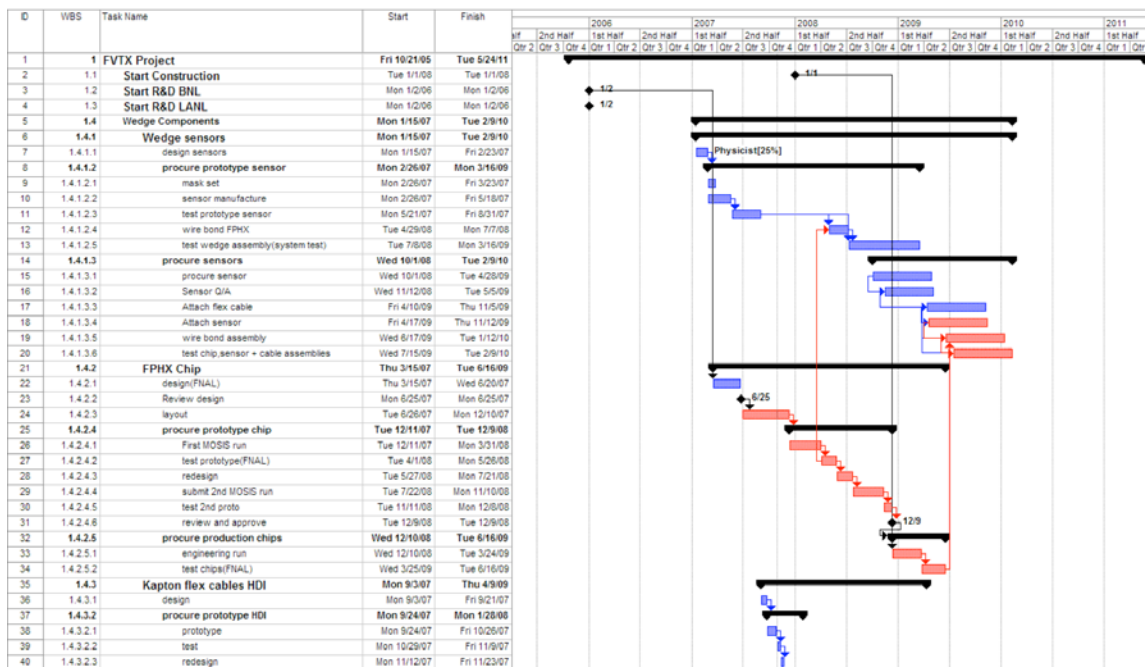 ID WBS Task Name Start Finish
2006 2007 2008 2009 2010 2011
alf 2nd Half 1st Half 2nd Half 1st Half 2nd Half 1st Half 2nd Half 1st Half 2nd Half 1st Half 2nd Half 1st Half
Qtr 2 Qtr 3 Qtr 4 Qtr 1 Qtr 2 Qtr 3 Qtr 4 Qtr 1 Qtr 2 Qtr 3 Qtr 4 Qtr 1 Qtr 2 Qtr 3 Qtr 4 Qtr 1 Qtr 2 Qtr 3 Qtr 4 Qtr 1 Qtr 2 Qtr 3 Qtr 4 Qtr 1 Qtr 2
1 1 FVTX Project Fri 10/21/05 Tue 5/24/11
2 1.1 Start Construction Tue 1/1/08 Tue 1/1/08 1/1
3 1.2 Start R&D BNL Mon 1/2/06 Mon 1/2/06 1/2
4 1.3 Start R&D LANL Mon 1/2/06 Mon 1/2/06 1/2
5 1.4 Wedge Components Mon 1/15/07 Tue 2/9/10
6 1.4.1 Wedge sensors Mon 1/15/07 Tue 2/9/10
7 1.4.1.1 design sensors Mon 1/15/07 Fri 2/23/07 Physicist[25%]
8 1.4.1.2 procure prototype sensor Mon 2/26/07 Mon 3/16/09
9 1.4.1.2.1 mask set Mon 2/26/07 Fri 3/23/07
10 1.4.1.2.2 sensor manufacture Mon 2/26/07 Fri 5/18/07
11 1.4.1.2.3 test prototype sensor Mon 5/21/07 Fri 8/31/07
12 1.4.1.2.4 wire bond FPHX Tue 4/29/08 Mon 7/7/08
13 1.4.1.2.5 test wedge assembly(system test) Tue 7/8/08 Mon 3/16/09
14 1.4.1.3 procure sensors Wed 10/1/08 Tue 2/9/10
15 1.4.1.3.1 procure sensor Wed 10/1/08 Tue 4/28/09
16 1.4.1.3.2 Sensor Q/A Wed 11/12/08 Tue 5/5/09
17 1.4.1.3.3 Attach flex cable Fri 4/10/09 Thu 11/5/09
18 1.4.1.3.4 Attach sensor Fri 4/17/09 Thu 11/12/09
19 1.4.1.3.5 wire bond assembly Wed 6/17/09 Tue 1/12/10
20 1.4.1.3.6 test chip,sensor + cable assemblies Wed 7/15/09 Tue 2/9/10
21 1.4.2 FPHX Chip Thu 3/15/07 Tue 6/16/09
22 1.4.2.1 design(FNAL) Thu 3/15/07 Wed 6/20/07
23 1.4.2.2 Review design Mon 6/25/07 Mon 6/25/07 6/25
24 1.4.2.3 layout Tue 6/26/07 Mon 12/10/07
25 1.4.2.4 procure prototype chip Tue 12/11/07 Tue 12/9/08
26 1.4.2.4.1 First MOSIS run Tue 12/11/07 Mon 3/31/08
27 1.4.2.4.2 test prototype(FNAL) Tue 4/1/08 Mon 5/26/08
28 1.4.2.4.3 redesign Tue 5/27/08 Mon 7/21/08
29 1.4.2.4.4 submit 2nd MOSIS run Tue 7/22/08 Mon 11/10/08
30 1.4.2.4.5 test 2nd proto Tue 11/11/08 Mon 12/8/08
31 1.4.2.4.6 review and approve Tue 12/9/08 Tue 12/9/08 12/9
32 1.4.2.5 procure production chips Wed 12/10/08 Tue 6/16/09
33 1.4.2.5.1 engineering run Wed 12/10/08 Tue 3/24/09
34 1.4.2.5.2 test chips(FNAL) Wed 3/25/09 Tue 6/16/09
35 1.4.3 Kapton flex cables HDI Mon 9/3/07 Thu 4/9/09
36 1.4.3.1 design Mon 9/3/07 Fri 9/21/07
37 1.4.3.2 procure prototype HDI Mon 9/24/07 Mon 1/28/08
38 1.4.3.2.1 prototype Mon 9/24/07 Fri 10/26/07
39 1.4.3.2.2 test Mon 10/29/07 Fri 11/9/07
40 1.4.3.2.3 redesign Mon 11/12/07 Fri 11/23/07